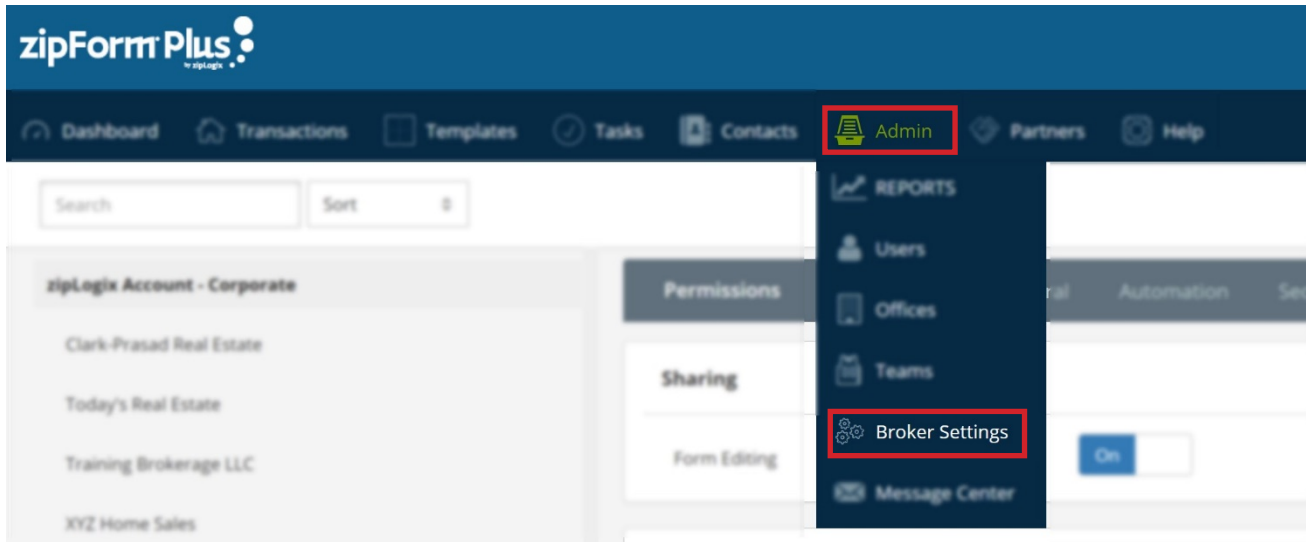 zipForm Plus
by zipLogix
Dashboard Transactions Templates Tasks Contacts Admin Partners Help
Search Sort
REPORTS
Users
Offices
Teams
Broker Settings
Message Center
zipLogix Account - Corporate
Clark-Prasad Real Estate
Today's Real Estate
Training Brokerage LLC
XYZ Home Sales
Permissions Automation
Sharing
Form Editing On